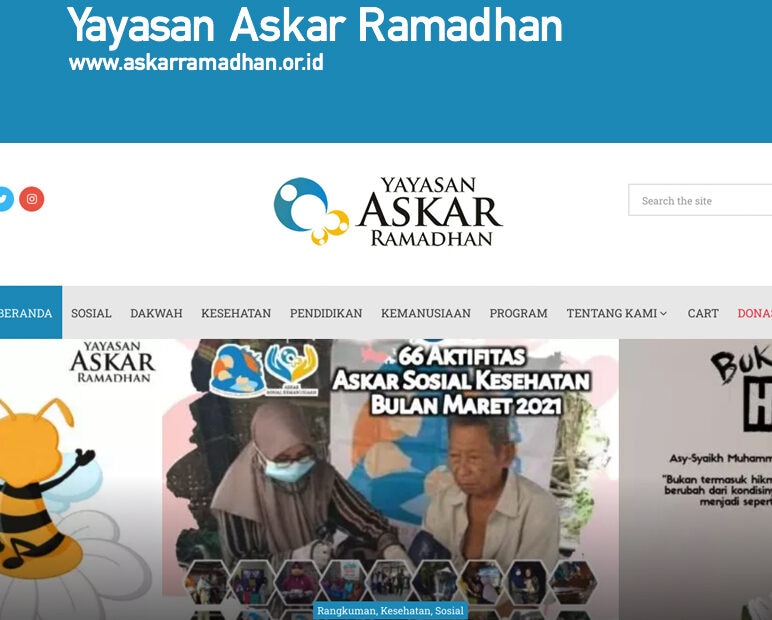 Yayasan Askar Ramadhan
www.askarramadhan.or.id
YAYASAN
ASKAR
RAMADHAN
Search the site
BERANDA SOSIAL DAKWAH KESEHATAN PENDIDIKAN KEMANUSIAAN PROGRAM TENTANG KAMI CART DONAS
YAYASAN
ASKAR
RAMADHAN
66 AKTIFITAS
ASKAR SOSIAL KESEHATAN
BULAN MARET 2021
Asy-Syaikh Muhamm
"Bukan termasuk hikm
berubah dari kondisim
menjadi sepert
Rangkuman, Kesehatan, Sosial